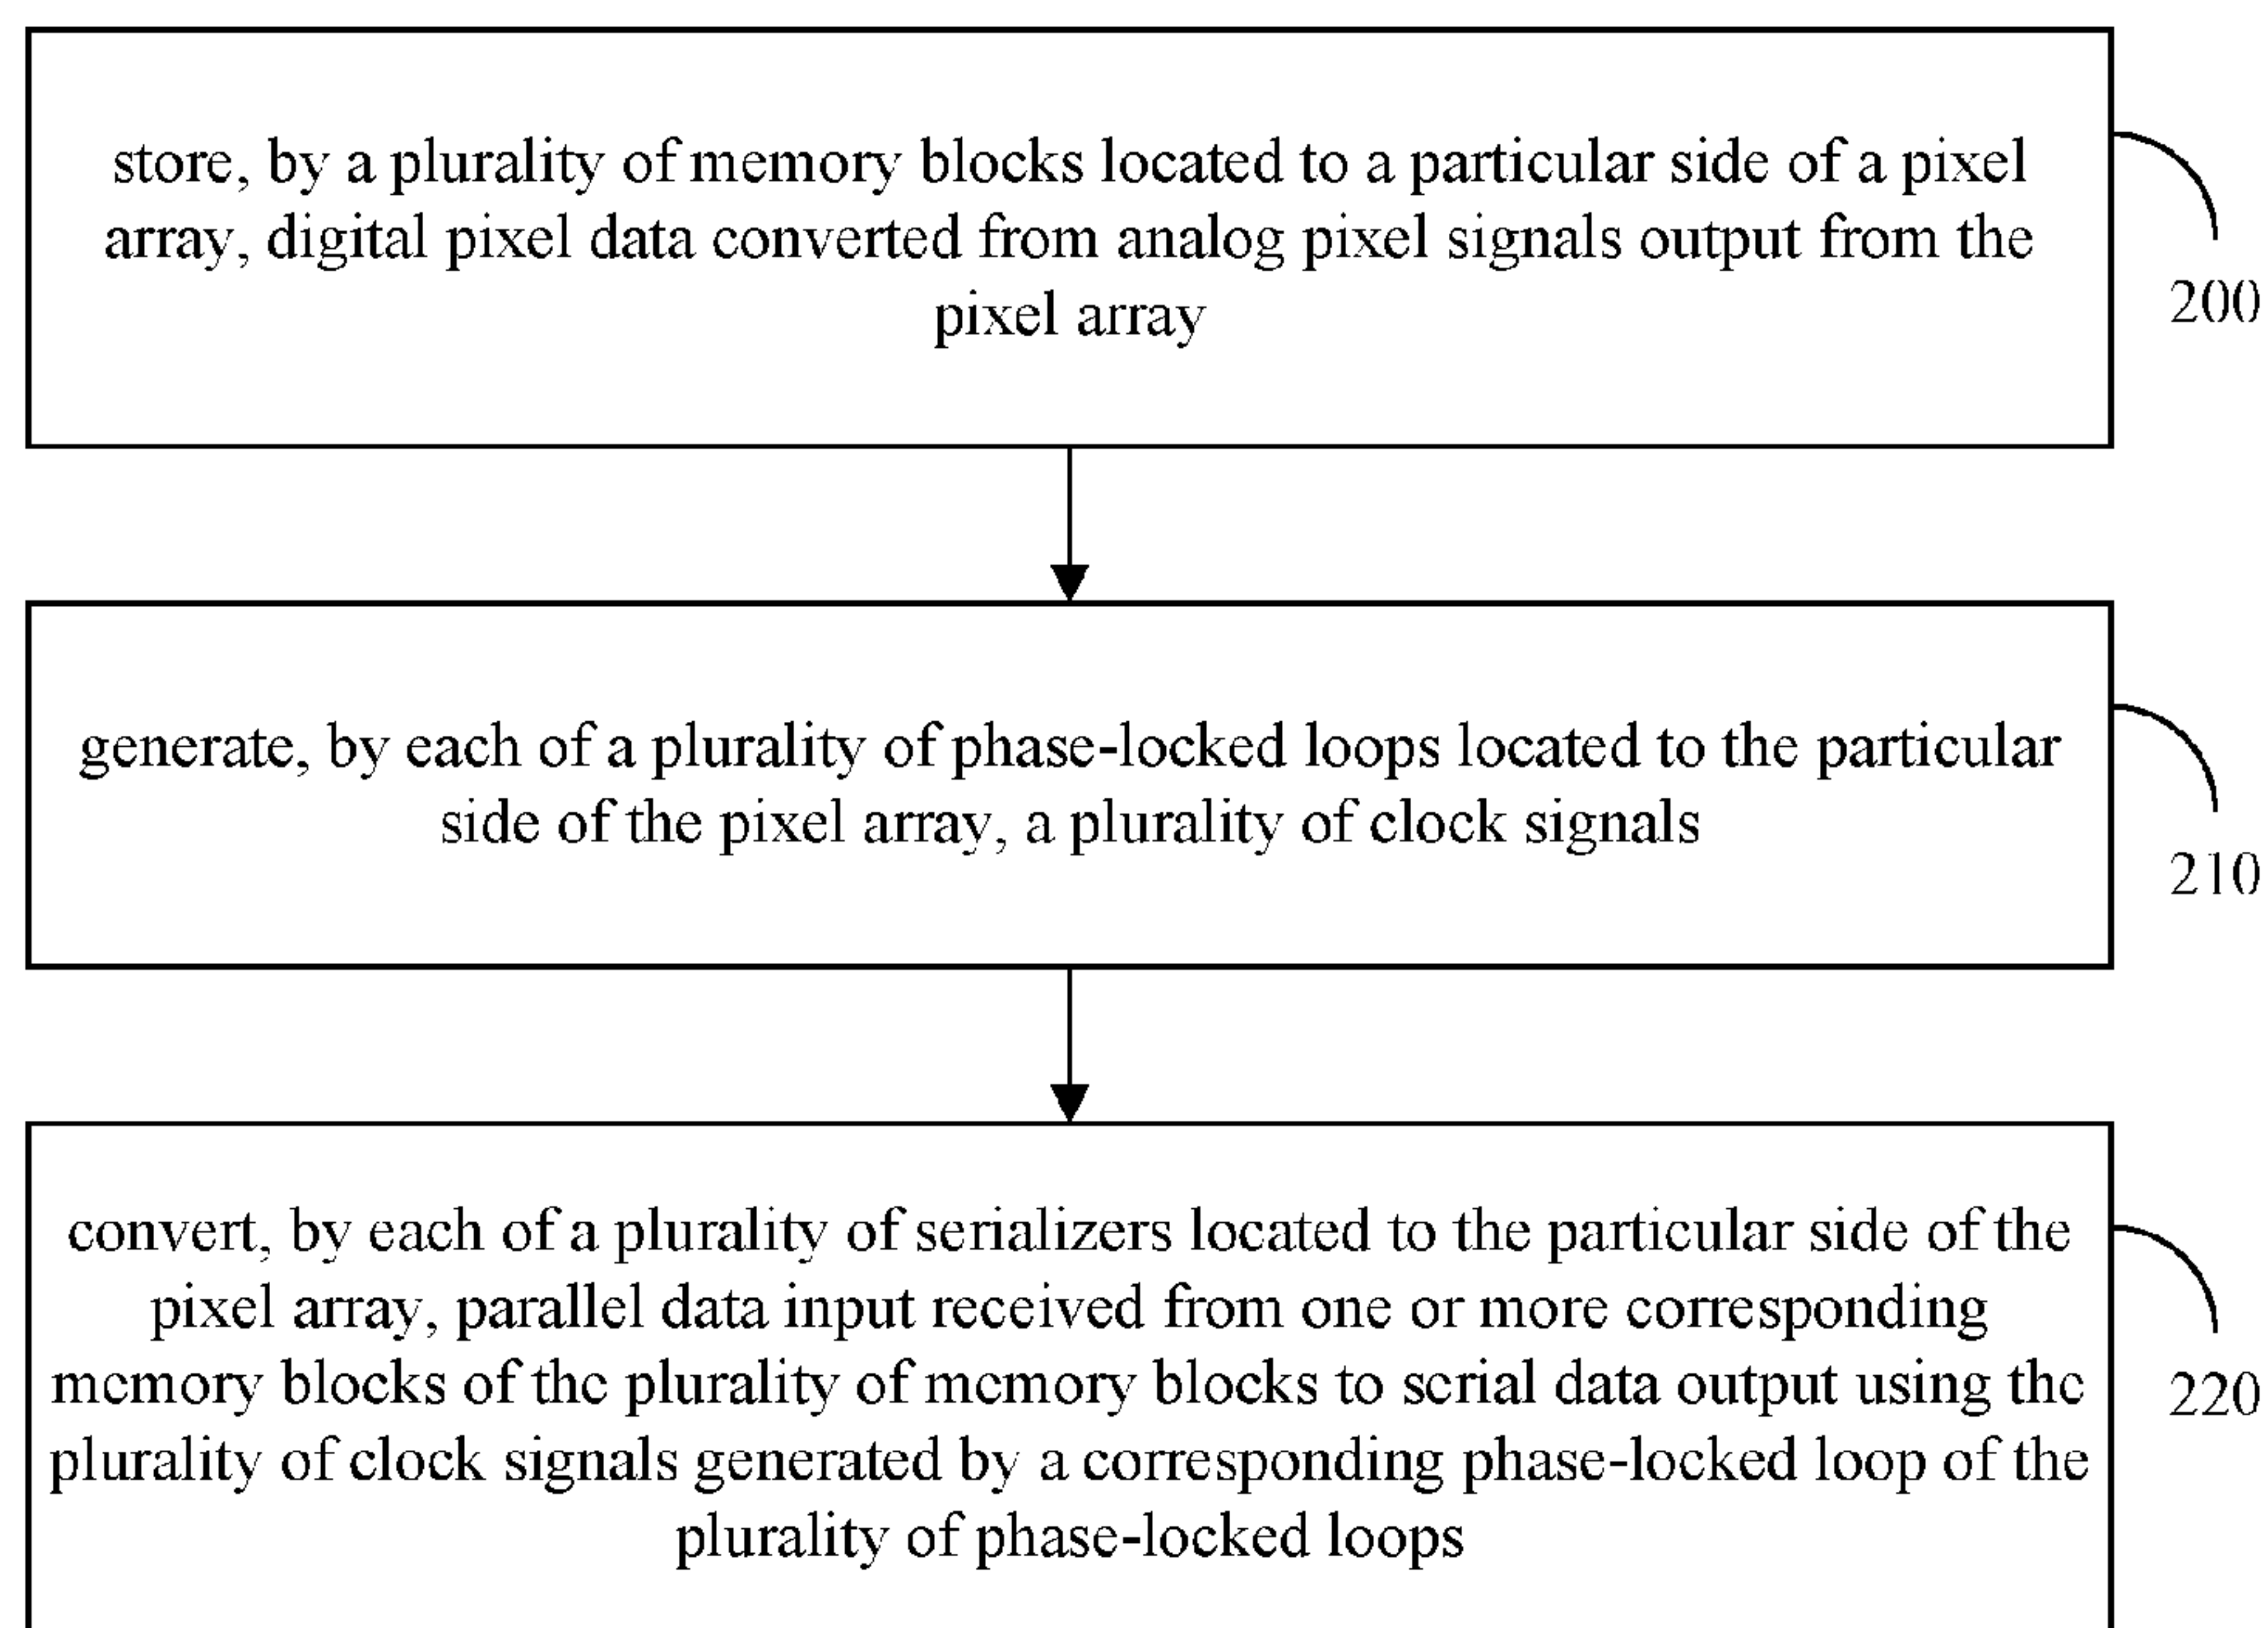 store, by a plurality of memory blocks located to a particular side of a pixel
array, digital pixel data converted from analog pixel signals output from the
pixel array
200
generate, by each of a plurality of phase-locked loops located to the particular
side of the pixel array, a plurality of clock signals
210
convert, by each of a plurality of serializers located to the particular side of the
pixel array, parallel data input received from one or more corresponding
memory blocks of the plurality of memory blocks to serial data output using the
plurality of clock signals generated by a corresponding phase-locked loop of the
plurality of phase-locked loops
220